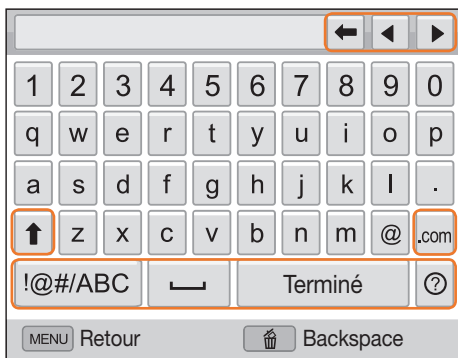 1 2 3 4 5 6 7 8 9 0
q w e r t y u i o p
a s d f g h j k l .
z x c v b n m @ .com
!@#/ABC Terminé ?
MENU Retour Backspace